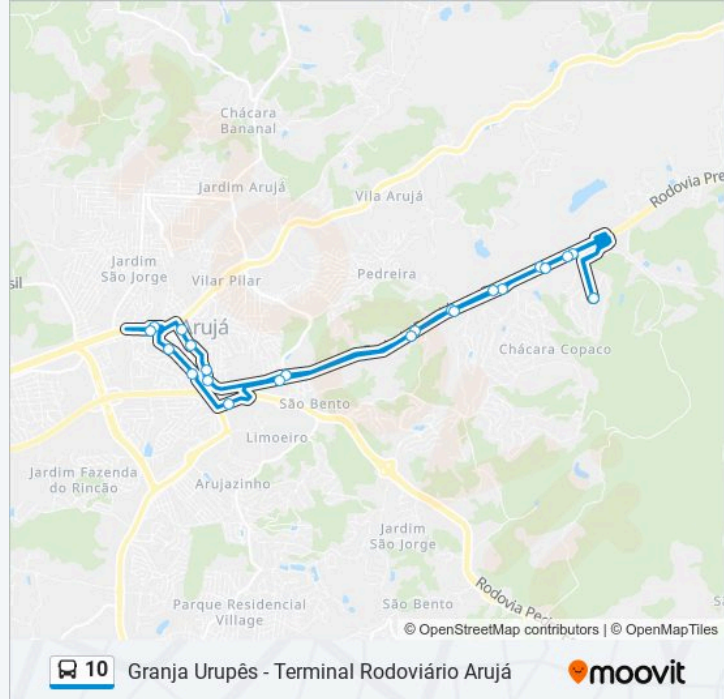 Chácara
Bananal
Jardim Arujá
Vila Arujá
Rodovia Pre
Jardim
São Jorge
Vilar Pilar
Pedreira
sil
Arujá
Chácara Copaco
São Bento
Limoeiro
Jardim Fazenda
do Rincão
Arujazinho
Jardim
São Jorge
Parque Residencial
Village
São Bento
Rodovia Pe
S
© OpenStreetMap contributors | © OpenMapTiles
10 Granja Urupês - Terminal Rodoviário Arujá
moovit